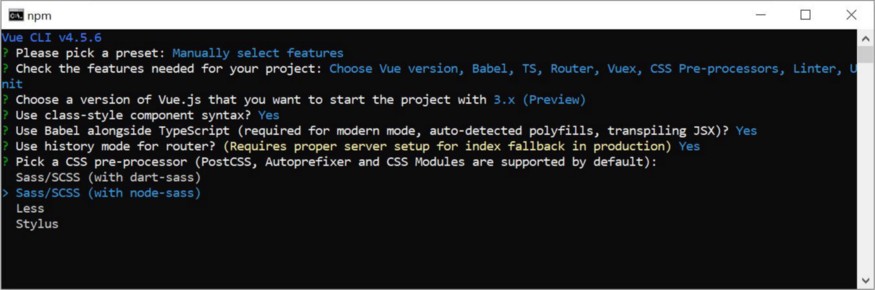 npm
Vue CLI v4.5.6
? Please pick a preset: Manually select features
? Check the features needed for your project: Choose Vue version, Babel, TS, Router, Vuex, CSS Pre-processors, Linter, U
nit
? Choose a version of Vue.js that you want to start the project with 3.x (Preview)
? Use class-style component syntax? Yes
? Use Babel alongside TypeScript (required for modern mode, auto-detected polyfills, transpiling JSX)? Yes
? Use history mode for router? (Requires proper server setup for index fallback in production) Yes
? Pick a CSS pre-processor (PostCSS, Autoprefixer and CSS Modules are supported by default):
Sass/SCSS (with dart-sass)
> Sass/SCSS (with node-sass)
Less
Stylus